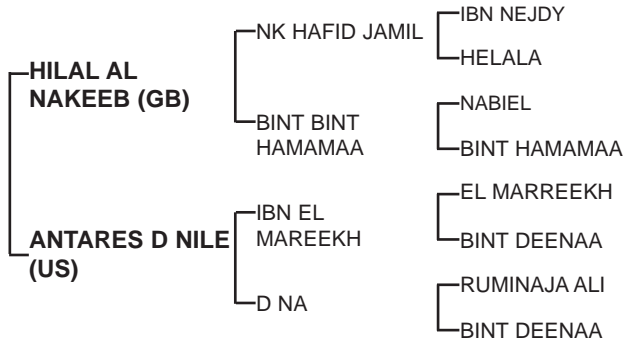 HILAL AL
NAKEEB (GB)
ANTARES D NILE
(US)
NK HAFID JAMIL
BINT BINT
HAMAMAA
IBN EL
MAREEKH
D NA
IBN NEJDY
HELALA
NABIEL
BINT HAMAMAA
EL MARREEKH
BINT DEENAA
RUMINAJA ALI
BINT DEENAA